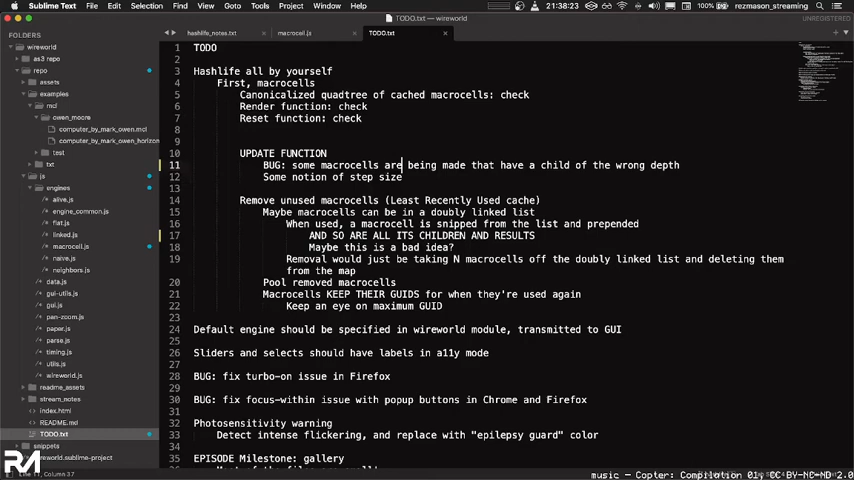 Sublime Text File Edit Selection Find View Goto Tools Project Window Help
21:38:23 100% rezmason_streaming
TODO.txt — wireworld
UNREGISTERED
FOLDERS
wireworld
as3 repo
repo
assets
examples
mcl
owen_moore
computer_by_mark_owen.mcl
computer_by_mark_owen_horizon
test
txt
js
engines
alive.js
engine_common.js
flat.js
linked.js
macrocell.js
naive.js
neighbors.js
data.js
gui-utils.js
gui.js
pan-zoom.js
paper.js
parse.js
timing.js
utils.js
wireworld.js
readme_assets
stream_notes
index.html
README.md
TODO.txt
snippets
wireworld.sublime-project
hashlife_notes.txt macrocell.js TODO.txt
1 TODO
2
3 Hashlife all by yourself
4 First, macrocells
5 Canonicalized quadtree of cached macrocells: check
6 Render function: check
7 Reset function: check
8
9
10 UPDATE FUNCTION
11 BUG: some macrocells are being made that have a child of the wrong depth
12 Some notion of step size
13
14 Remove unused macrocells (Least Recently Used cache)
15 Maybe macrocells can be in a doubly linked list
16 When used, a macrocell is snipped from the list and prepended
17 AND SO ARE ALL ITS CHILDREN AND RESULTS
18 Maybe this is a bad idea?
19 Removal would just be taking N macrocells off the doubly linked list and deleting them
from the map
20 Pool removed macrocells
21 Macrocells KEEP THEIR GUIDS for when they're used again
22 Keep an eye on maximum GUID
23
24 Default engine should be specified in wireworld module, transmitted to GUI
25
26 Sliders and selects should have labels in a11y mode
27
28 BUG: fix turbo-on issue in Firefox
29
30 BUG: fix focus-within issue with popup buttons in Chrome and Firefox
31
32 Photosensitivity warning
33 Detect intense flickering, and replace with "epilepsy guard" color
34
35 EPISODE Milestone: gallery
RM
Line 11, Column 37
music - Copter: Compilation 01, CC BY-NC-ND 2.0